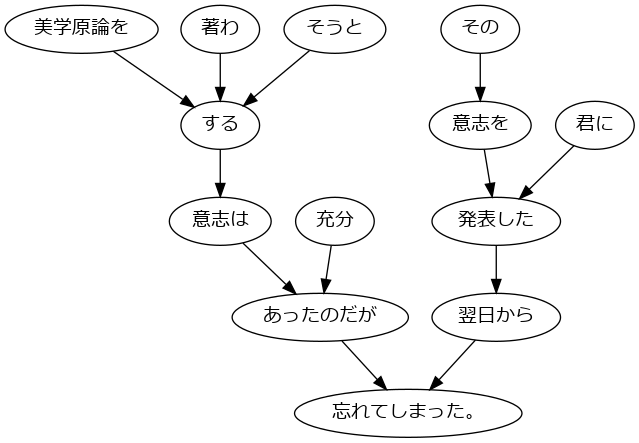 美学原論を 著わ そうと その
する 意志を 君に
意志は 充分 発表した
あったのだが 翌日から
忘れてしまった。